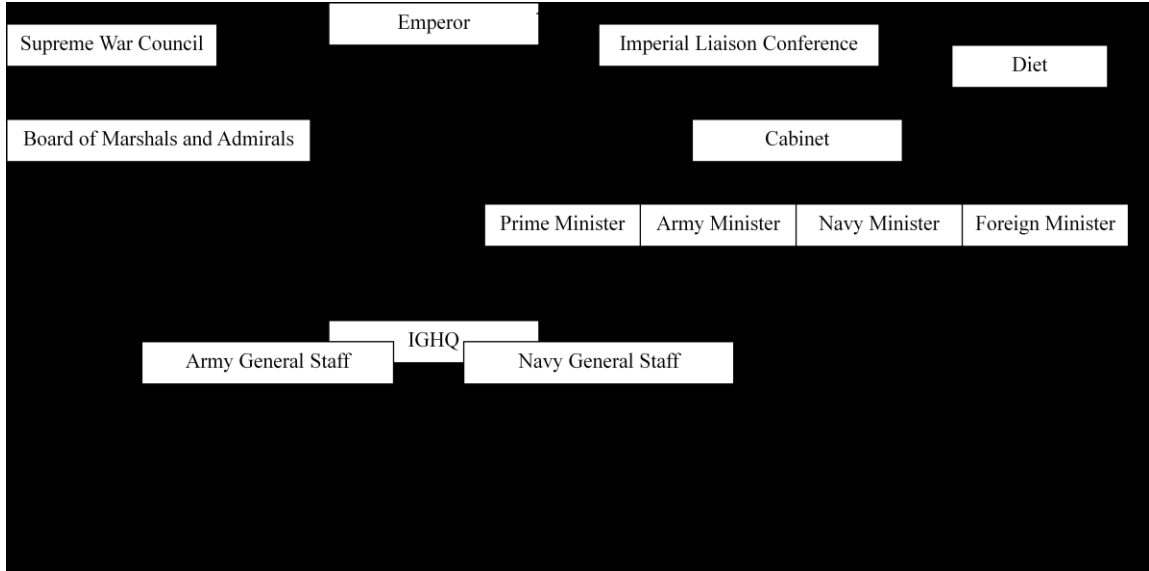 Emperor
Supreme War Council
Imperial Liaison Conference
Diet
Board of Marshals and Admirals
Cabinet
Prime Minister
Army Minister
Navy Minister
Foreign Minister
IGHQ
Army General Staff
Navy General Staff